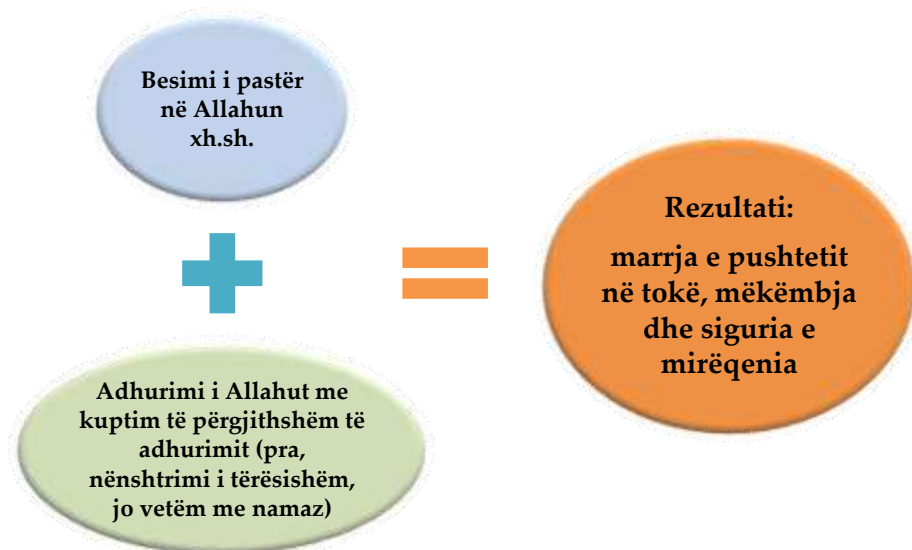 Besimi i pastër
në Allahun
xh.sh.
Adhurimi i Allahut me
kuptim të përgjithshëm të
adhurimit (pra,
nënshtrimi i tërësishëm,
jo vetëm me namaz)
Rezultati:
marrja e pushtetit
në tokë, mëkëmbja
dhe siguria e
mirëqenia